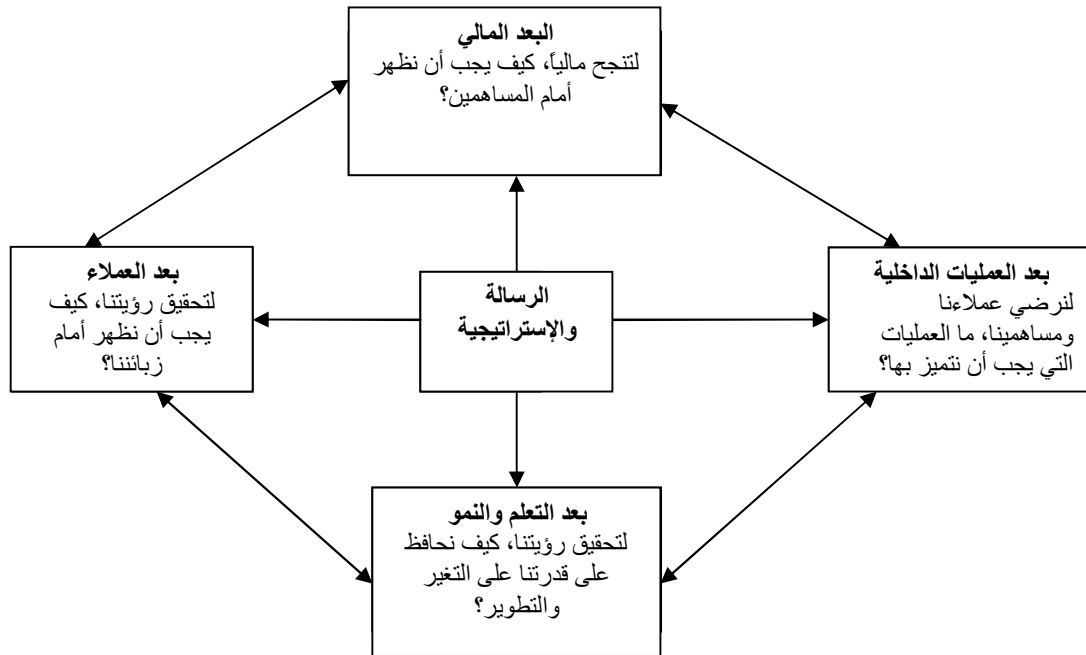 البعد المالي
لتنجح مالياً، كيف يجب أن نظهر
أمام المساهمين؟
بعد العمليات الداخلية
لنرضي عملاءنا
ومساهمينا، ما العمليات
التي يجب أن نتميز بها؟
الرسالة
والإستراتيجية
بعد العملاء
لتحقيق رؤيتنا، كيف
يجب أن نظهر أمام
زبائننا؟
بعد التعلم والنمو
لتحقيق رؤيتنا، كيف نحافظ
على قدرتنا على التغير
والتطوير؟